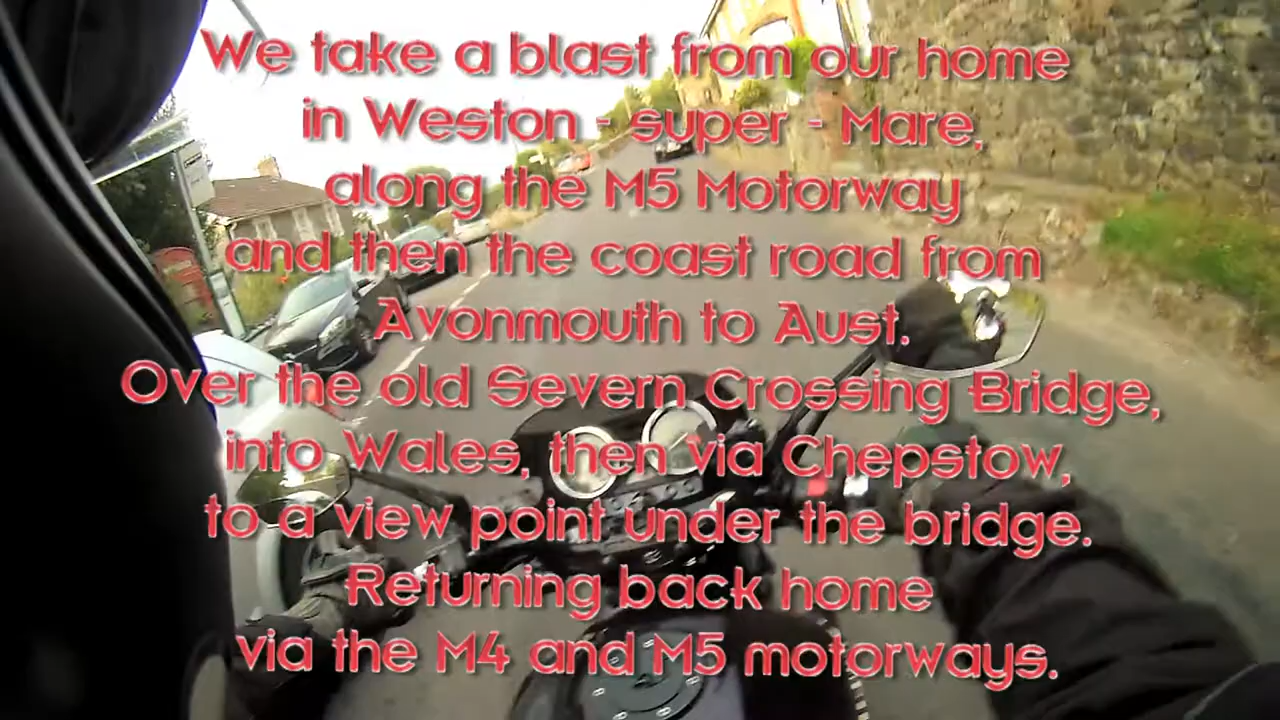 We take a blast from our home
in Weston - super - Mare,
along the M5 Motorway
and then the coast road from
Avonmouth to Aust.
Over the old Severn Crossing Bridge,
into Wales, then via Chepstow,
to a view point under the bridge.
Returning back home
via the M4 and M5 motorways.